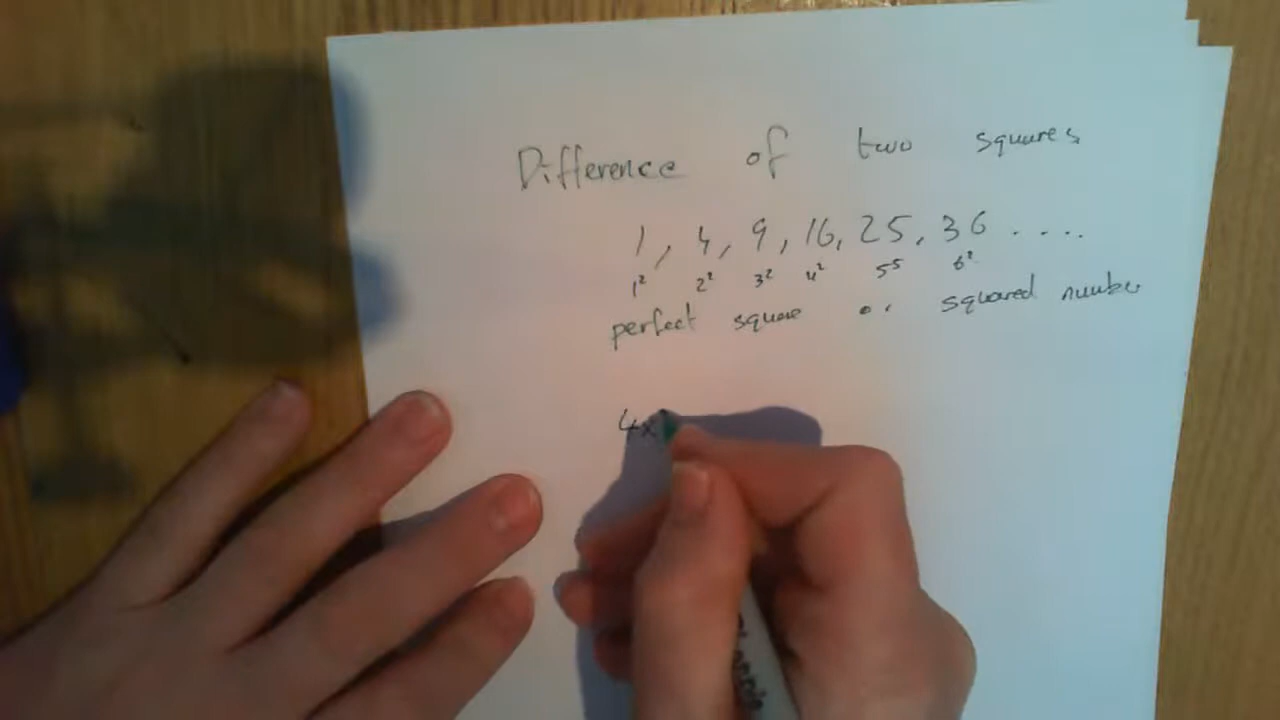 Difference of two squares
1, 4, 9, 16, 25, 36 ....
1² 2² 3² 4² 5⁵ 6²
perfect square or squared number
4x